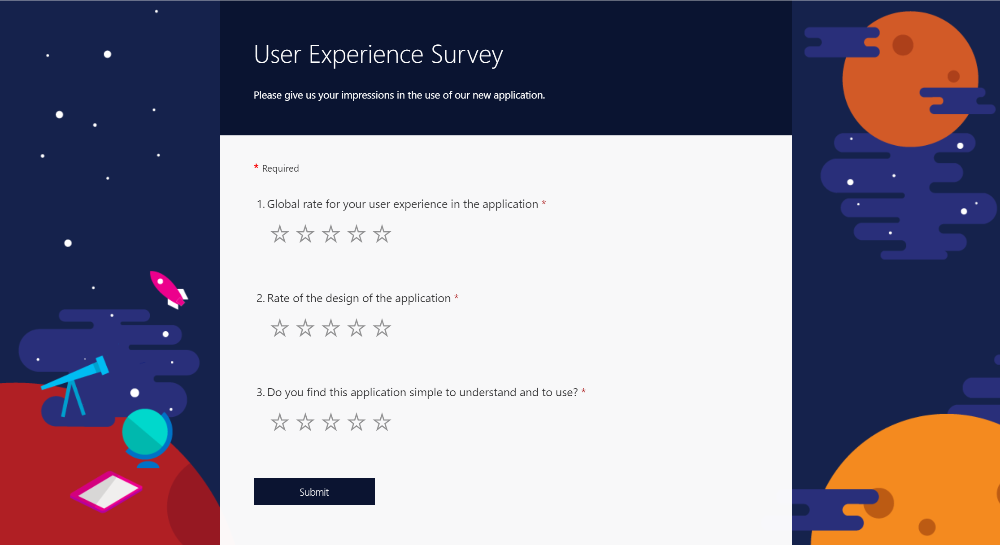 User Experience Survey
Please give us your impressions in the use of our new application.
* Required
1. Global rate for your user experience in the application *
2. Rate of the design of the application *
3. Do you find this application simple to understand and to use? *
Submit